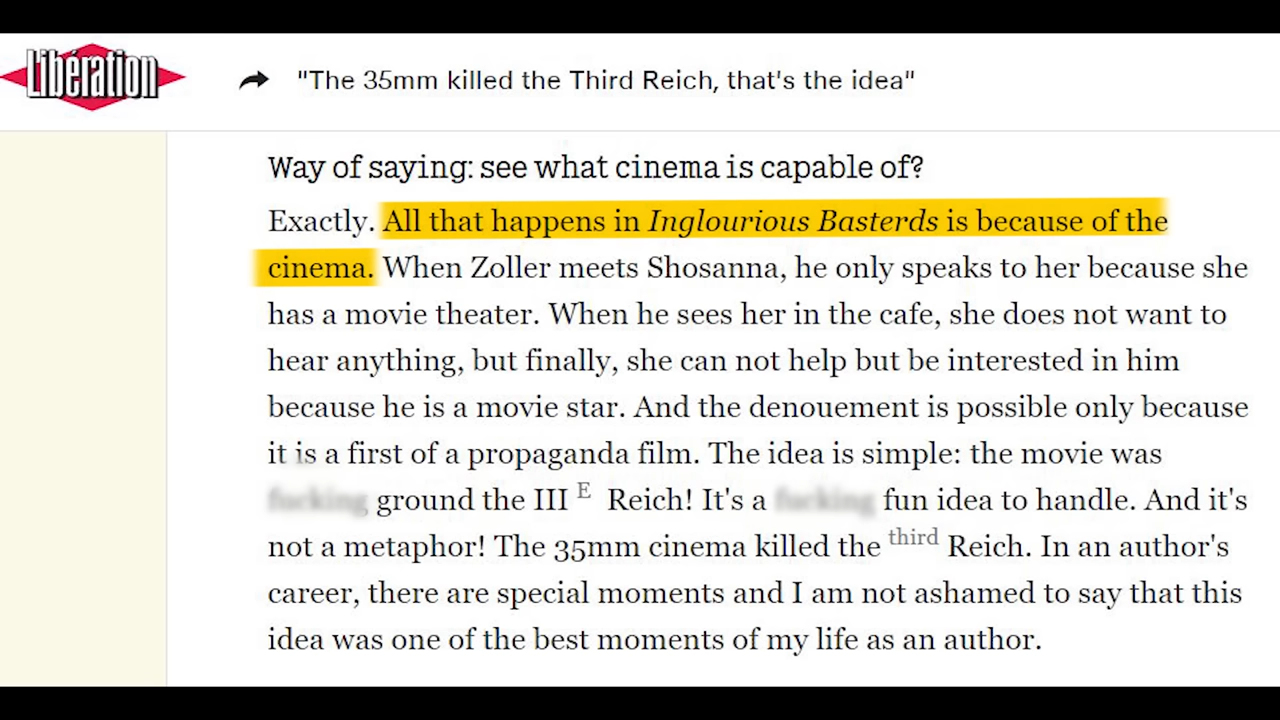 Libération
"The 35mm killed the Third Reich, that's the idea"
Way of saying: see what cinema is capable of?
Exactly. All that happens in Inglourious Basterds is because of the
cinema. When Zoller meets Shosanna, he only speaks to her because she
has a movie theater. When he sees her in the cafe, she does not want to
hear anything, but finally, she can not help but be interested in him
because he is a movie star. And the denouement is possible only because
it is a first of a propaganda film. The idea is simple: the movie was
ground the III E Reich! It's a fun idea to handle. And it's
not a metaphor! The 35mm cinema killed the third Reich. In an author's
career, there are special moments and I am not ashamed to say that this
idea was one of the best moments of my life as an author.